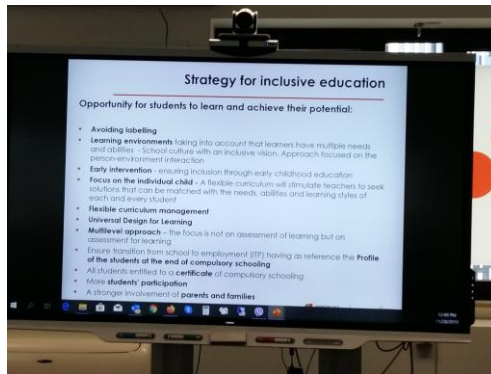 Strategy for inclusive education
Opportunity for students to learn and achieve their potential:
• Avoiding labelling
• Learning environments taking into account that learners have multiple needs
and abilities - School culture with an inclusive vision. Approach focused on the
person-environment interaction
• Early intervention - ensuring inclusion through early childhood education
• Focus on the individual child - A flexible curriculum will stimulate teachers to seek
solutions that can be matched with the needs, abilities and learning styles of
each and every student
• Flexible curriculum management
• Universal Design for Learning
• Multilevel approach – the focus is not on assessment of learning but on
assessment for learning
• Ensure transition from school to employment (ITP) having as reference the Profile
of the students at the end of compulsory schooling
• All students entitled to a certificate of compulsory schooling
• More students' participation
• A stronger involvement of parents and families
12:49 PM
11/28/2019